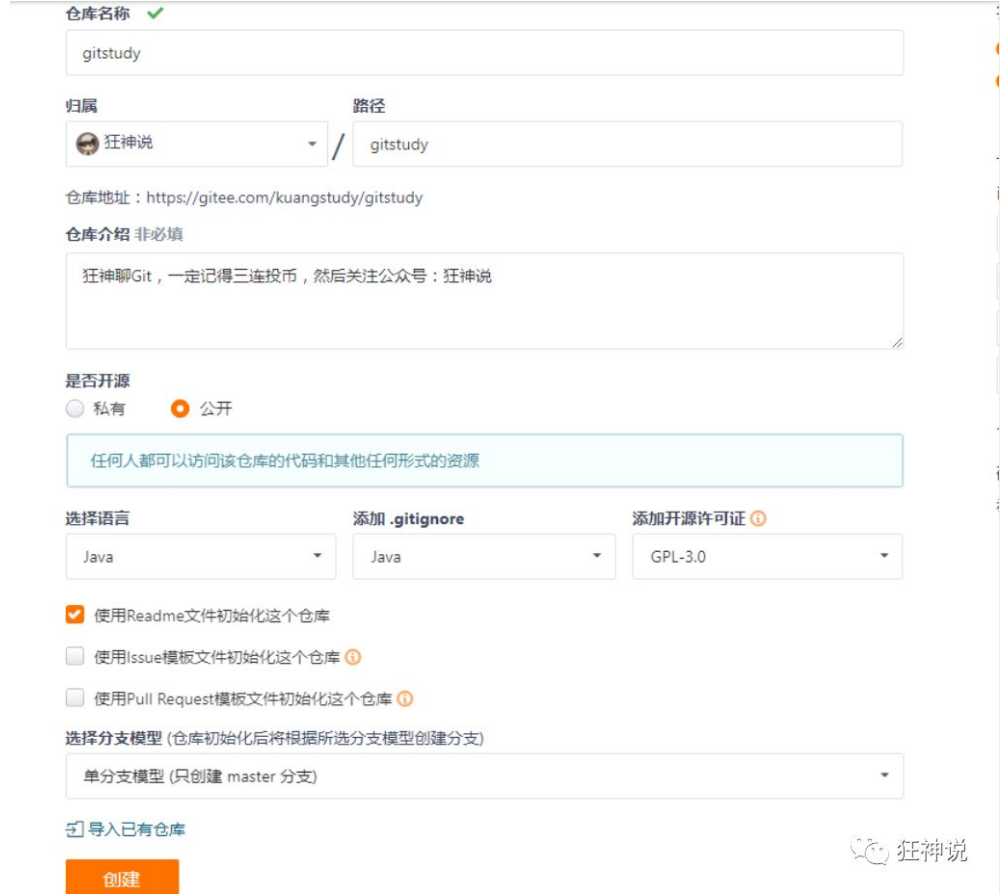 仓库名称
gitstudy
归属 路径
狂神说 / gitstudy
仓库地址：https://gitee.com/kuangstudy/gitstudy
仓库介绍 非必填
狂神聊Git，一定记得三连投币，然后关注公众号：狂神说
是否开源
私有 公开
任何人都可以访问该仓库的代码和其他任何形式的资源
选择语言 添加 .gitignore 添加开源许可证
Java Java GPL-3.0
使用Readme文件初始化这个仓库
使用Issue模板文件初始化这个仓库
使用Pull Request模板文件初始化这个仓库
选择分支模型 (仓库初始化后将根据所选分支模型创建分支)
单分支模型 (只创建 master 分支)
导入已有仓库
狂神说
创建